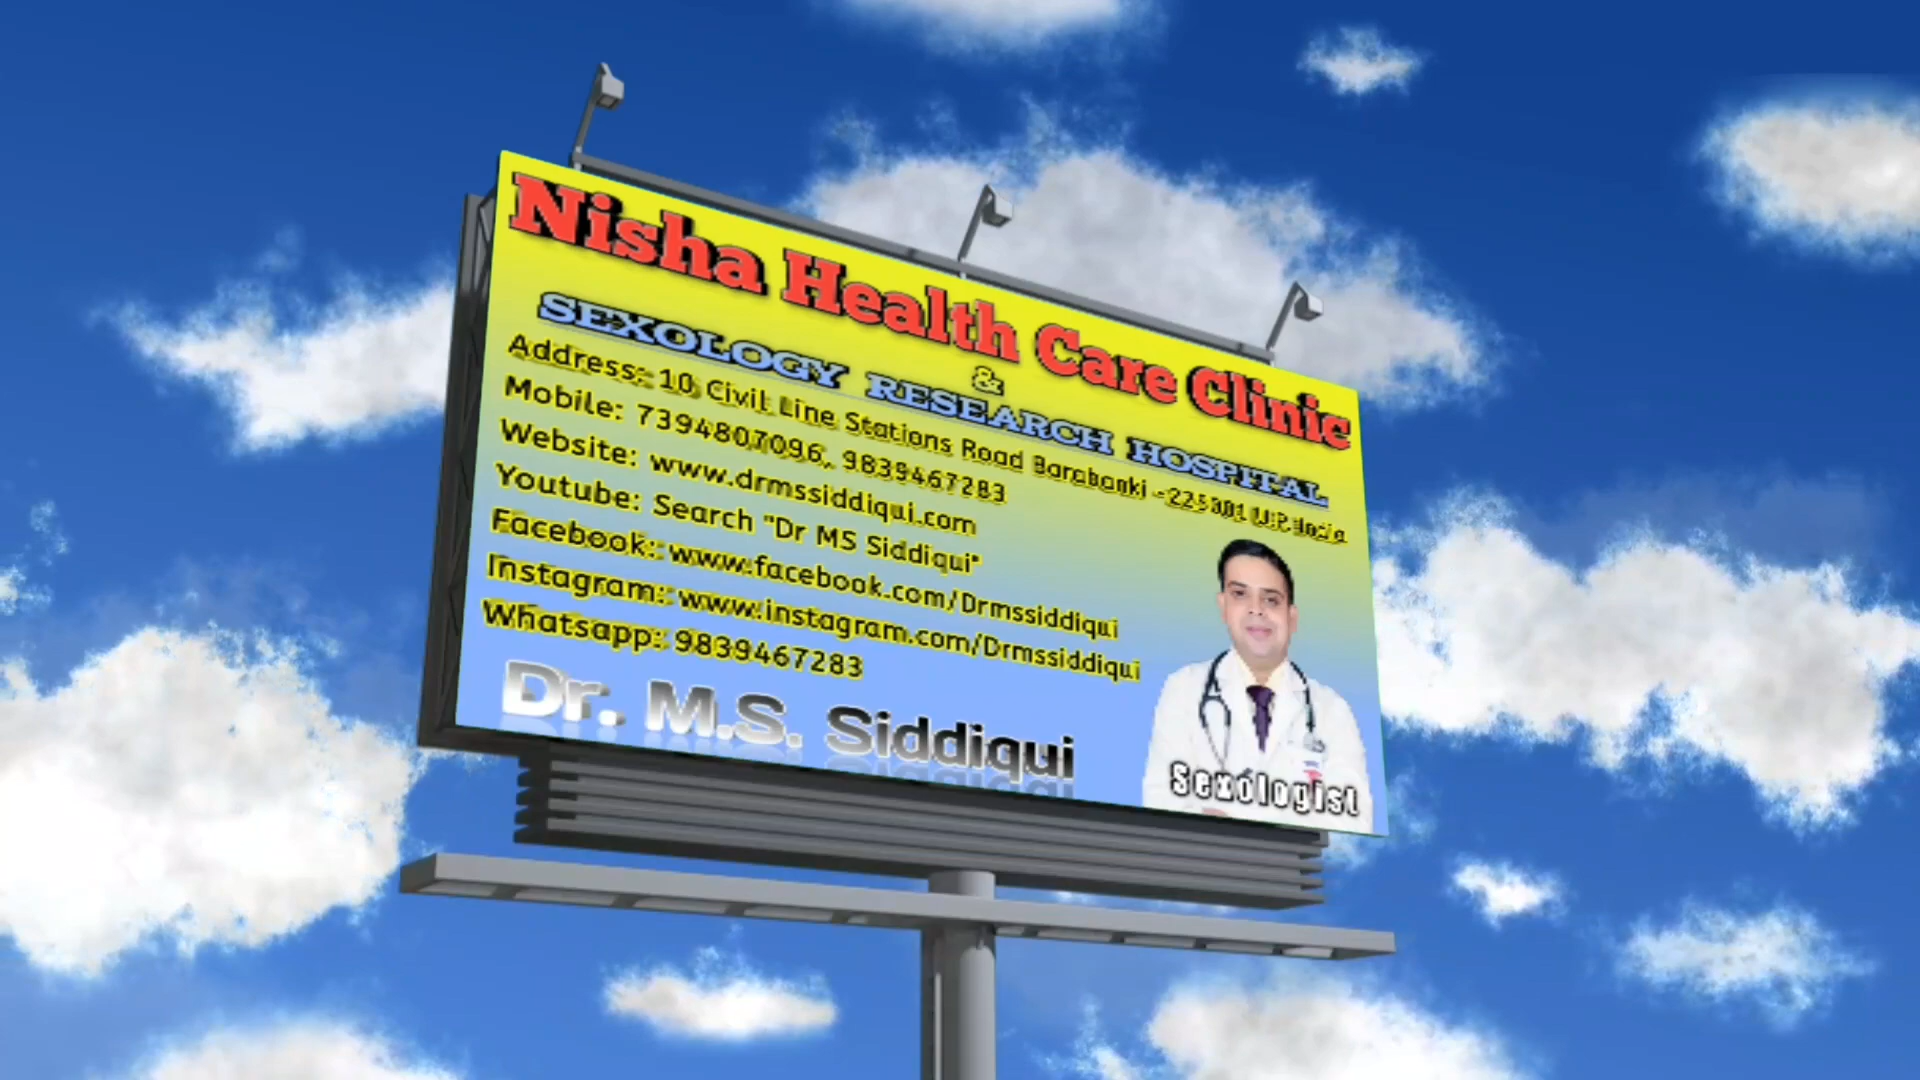 Nisha Health Care Clinic
&
SEXOLOGY RESEARCH HOSPITAL
Address: 10 Civil Line Stations Road Barabanki - 225001 U.P. India
Mobile: 7394807096, 9839467283
Website: www.drmssiddiqui.com
Youtube: Search "Dr MS Siddiqui"
Facebook: www.facebook.com/Drmssiddiqui
Instagram: www.instagram.com/Drmssiddiqui
Whatsapp: 9839467283
Dr. M.S. Siddiqui
Sexólogist